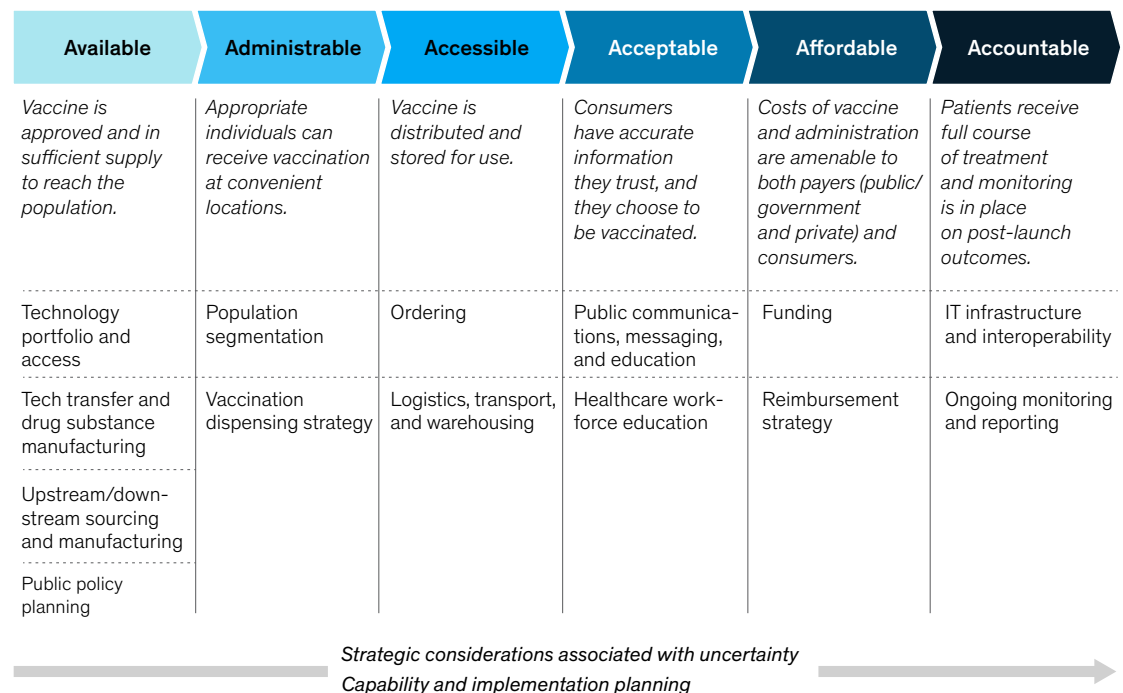 Available
Administrable
Accessible
Acceptable
Affordable
Accountable
Vaccine is
approved and in
sufficient supply
to reach the
population.
Appropriate
individuals can
receive vaccination
at convenient
locations.
Vaccine is
distributed and
stored for use.
Consumers
have accurate
information
they trust, and
they choose to
be vaccinated.
Costs of vaccine
and administration
are amenable to
both payers (public/
government
and private) and
consumers.
Patients receive
full course
of treatment
and monitoring
is in place
on post-launch
outcomes.
Technology
portfolio and
access
Population
segmentation
Ordering
Public communica-
tions, messaging,
and education
Funding
IT infrastructure
and interoperability
Tech transfer and
drug substance
manufacturing
Vaccination
dispensing strategy
Logistics, transport,
and warehousing
Healthcare work-
force education
Reimbursement
strategy
Ongoing monitoring
and reporting
Upstream/down-
stream sourcing
and manufacturing
Public policy
planning
Strategic considerations associated with uncertainty
Capability and implementation planning